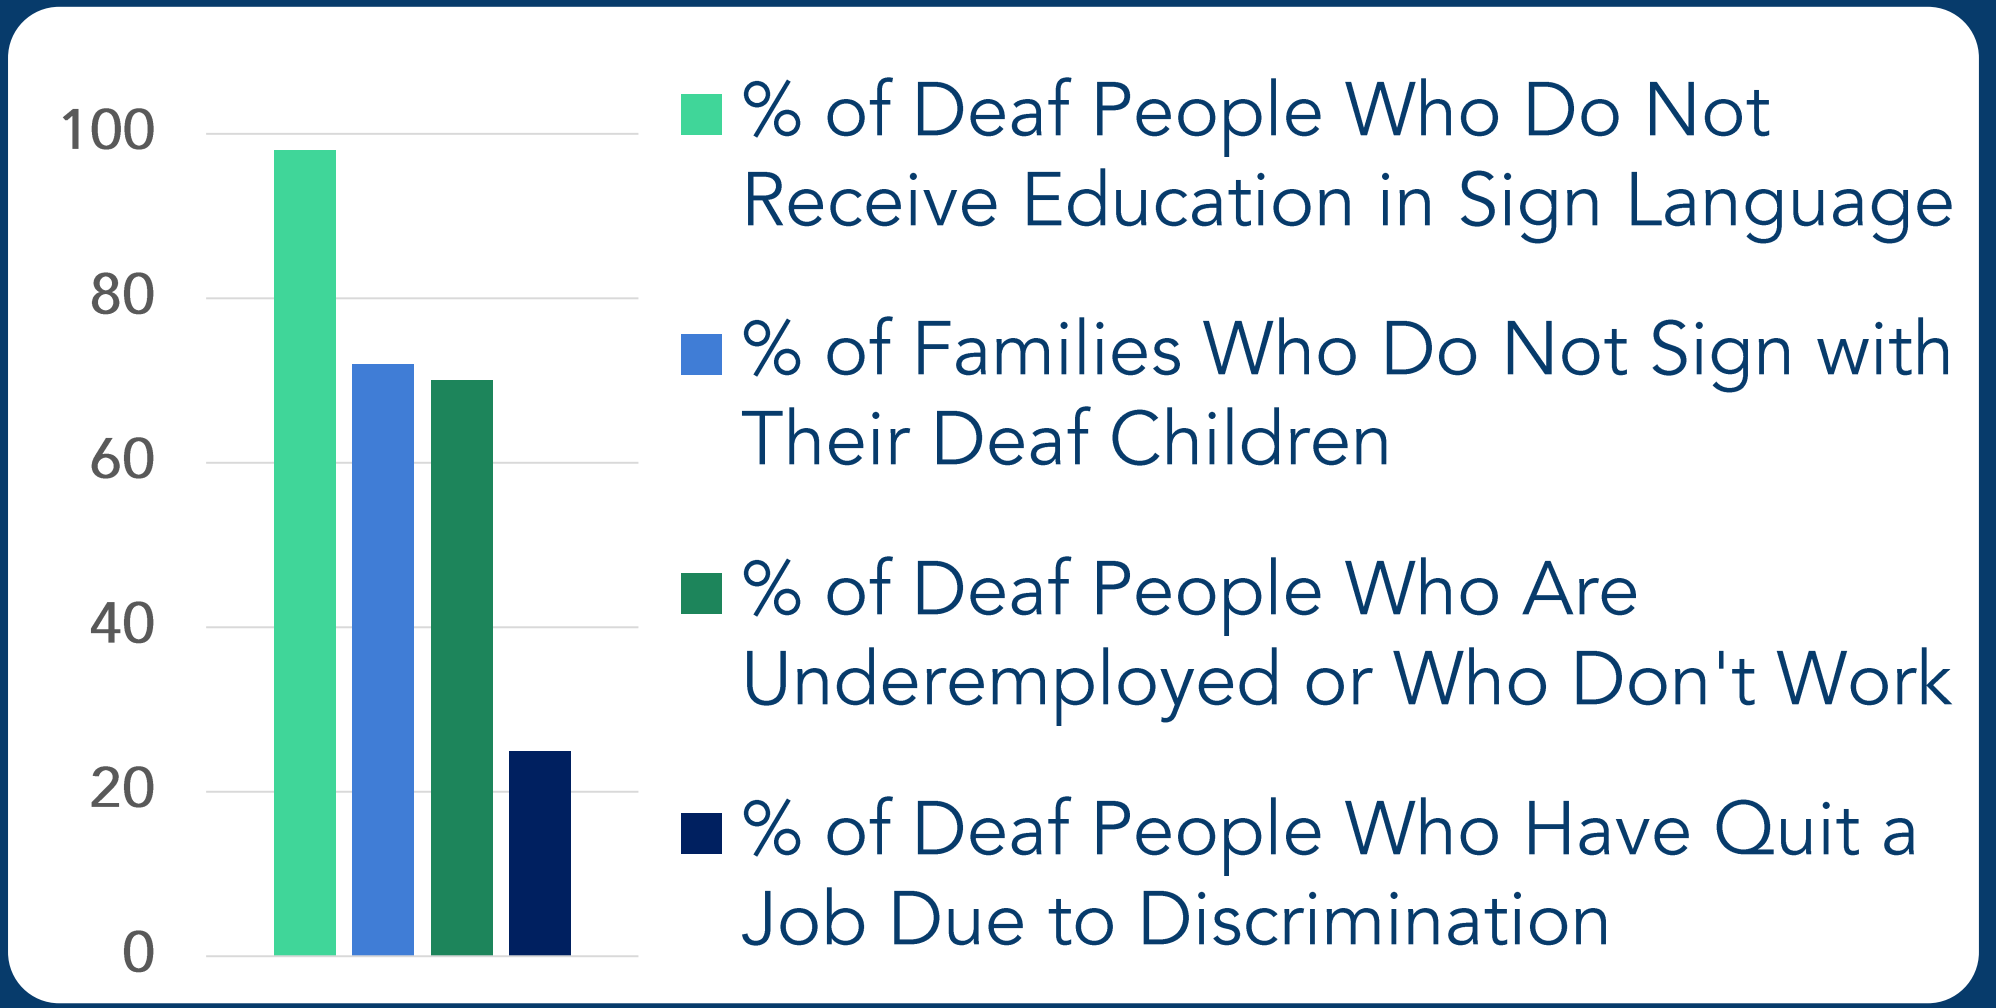 100
80
60
40
20
0
% of Deaf People Who Do Not
Receive Education in Sign Language
% of Families Who Do Not Sign with
Their Deaf Children
% of Deaf People Who Are
Underemployed or Who Don't Work
% of Deaf People Who Have Quit a
Job Due to Discrimination